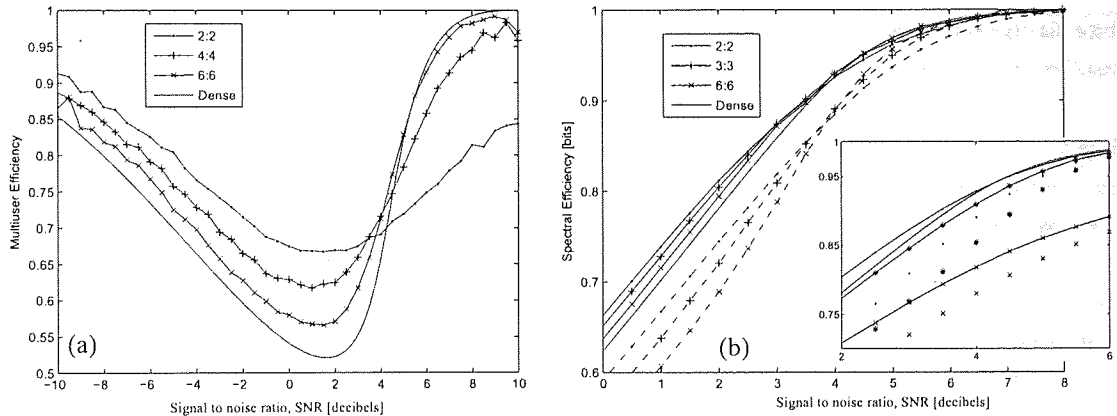 1
0.95
0.9
0.85
0.8
0.75
0.7
0.65
0.6
0.55
0.5
Multiuser Efficiency
2:2
4:4
6:6
Dense
(a)
−10 −8 −6 −4 −2 0 2 4 6 8 10
Signal to noise ratio, SNR [decibels]
1
0.9
0.8
0.7
0.6
Spectral Efficiency [bits]
2:2
3:3
6:6
Dense
1
0.95
0.85
0.75
2 4 6
(b)
0 1 2 3 4 5 6 7 8
Signal to noise ratio, SNR [decibels]